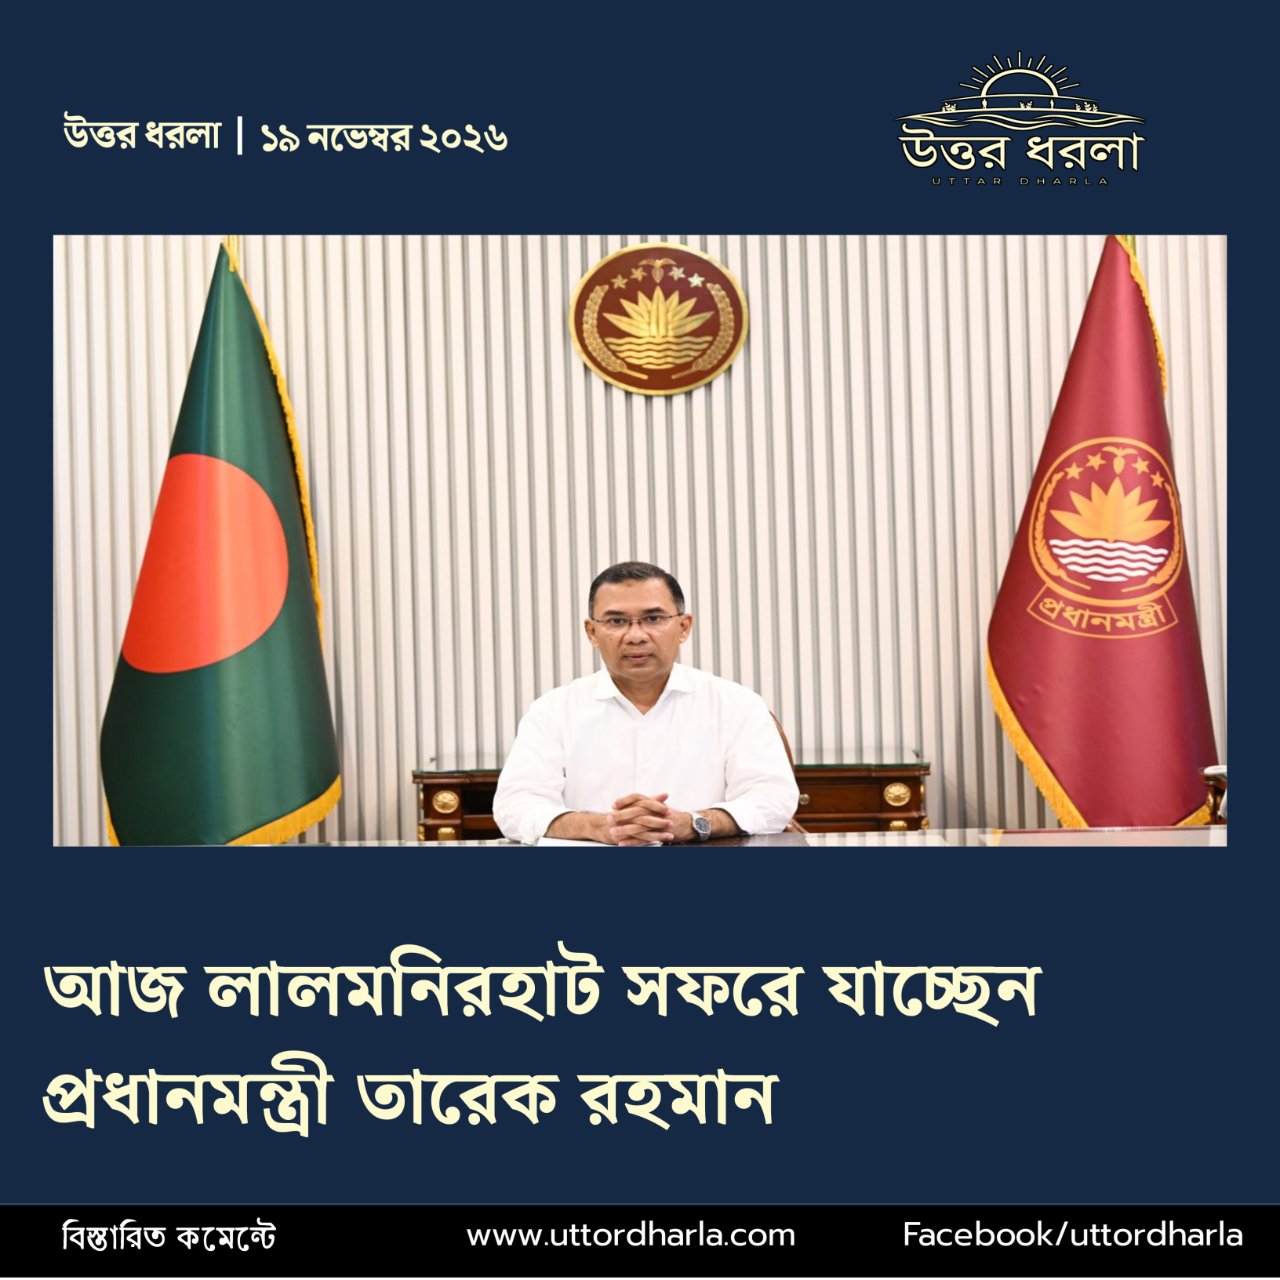 উত্তর ধরলা | ১৯ নভেম্বর ২০২৬
উত্তর ধরলা
UTTAR DHARLA
প্রধানমন্ত্রী
আজ লালমনিরহাট সফরে যাচ্ছেন
প্রধানমন্ত্রী তারেক রহমান
বিস্তারিত কমেন্টে
www.uttordharla.com
Facebook/uttordharla